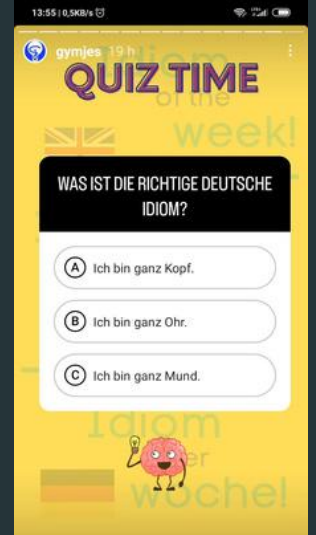 13:55 | 0,5KB/s
gymjes 19 h
Idiom
QUIZ TIME
of the
week!
WAS IST DIE RICHTIGE DEUTSCHE
IDIOM?
A Ich bin ganz Kopf.
B Ich bin ganz Ohr.
C Ich bin ganz Mund.
Idiom
der
woche!